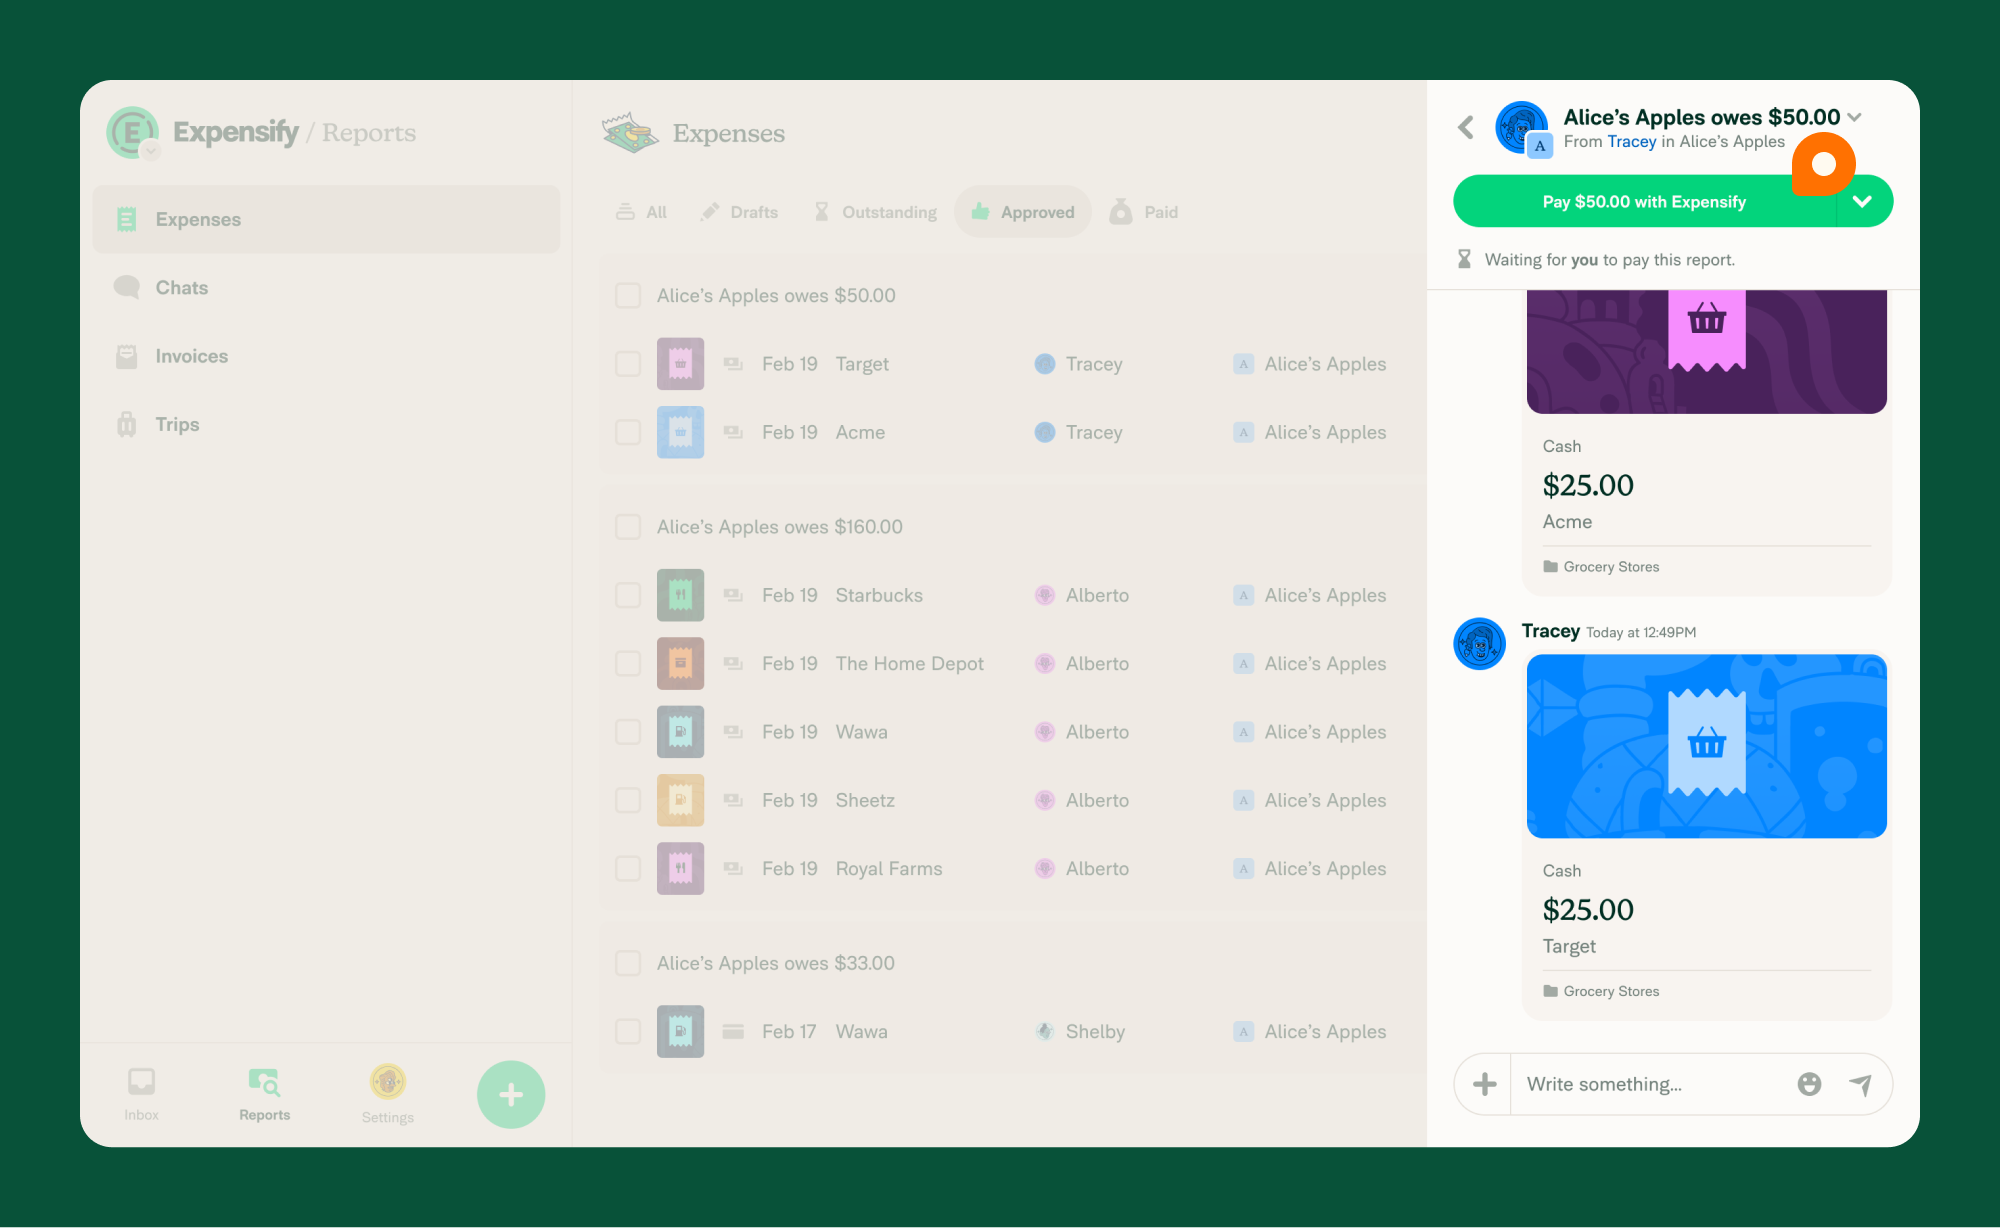 Expensify / Reports
Expenses
Chats
Invoices
Trips
Inbox
Reports
Settings
Expenses
All
Drafts
Outstanding
Approved
Paid
Alice’s Apples owes $50.00
Feb 19 Target Tracey A Alice’s Apples
Feb 19 Acme Tracey A Alice’s Apples
Alice’s Apples owes $160.00
Feb 19 Starbucks Alberto A Alice’s Apples
Feb 19 The Home Depot Alberto A Alice’s Apples
Feb 19 Wawa Alberto A Alice’s Apples
Feb 19 Sheetz Alberto A Alice’s Apples
Feb 19 Royal Farms Alberto A Alice’s Apples
Alice’s Apples owes $33.00
Feb 17 Wawa Shelby A Alice’s Apples
Alice’s Apples owes $50.00
A
From Tracey in Alice’s Apples
Pay $50.00 with Expensify
Waiting for you to pay this report.
Cash
$25.00
Acme
Grocery Stores
Tracey Today at 12:49PM
Cash
$25.00
Target
Grocery Stores
Write something...